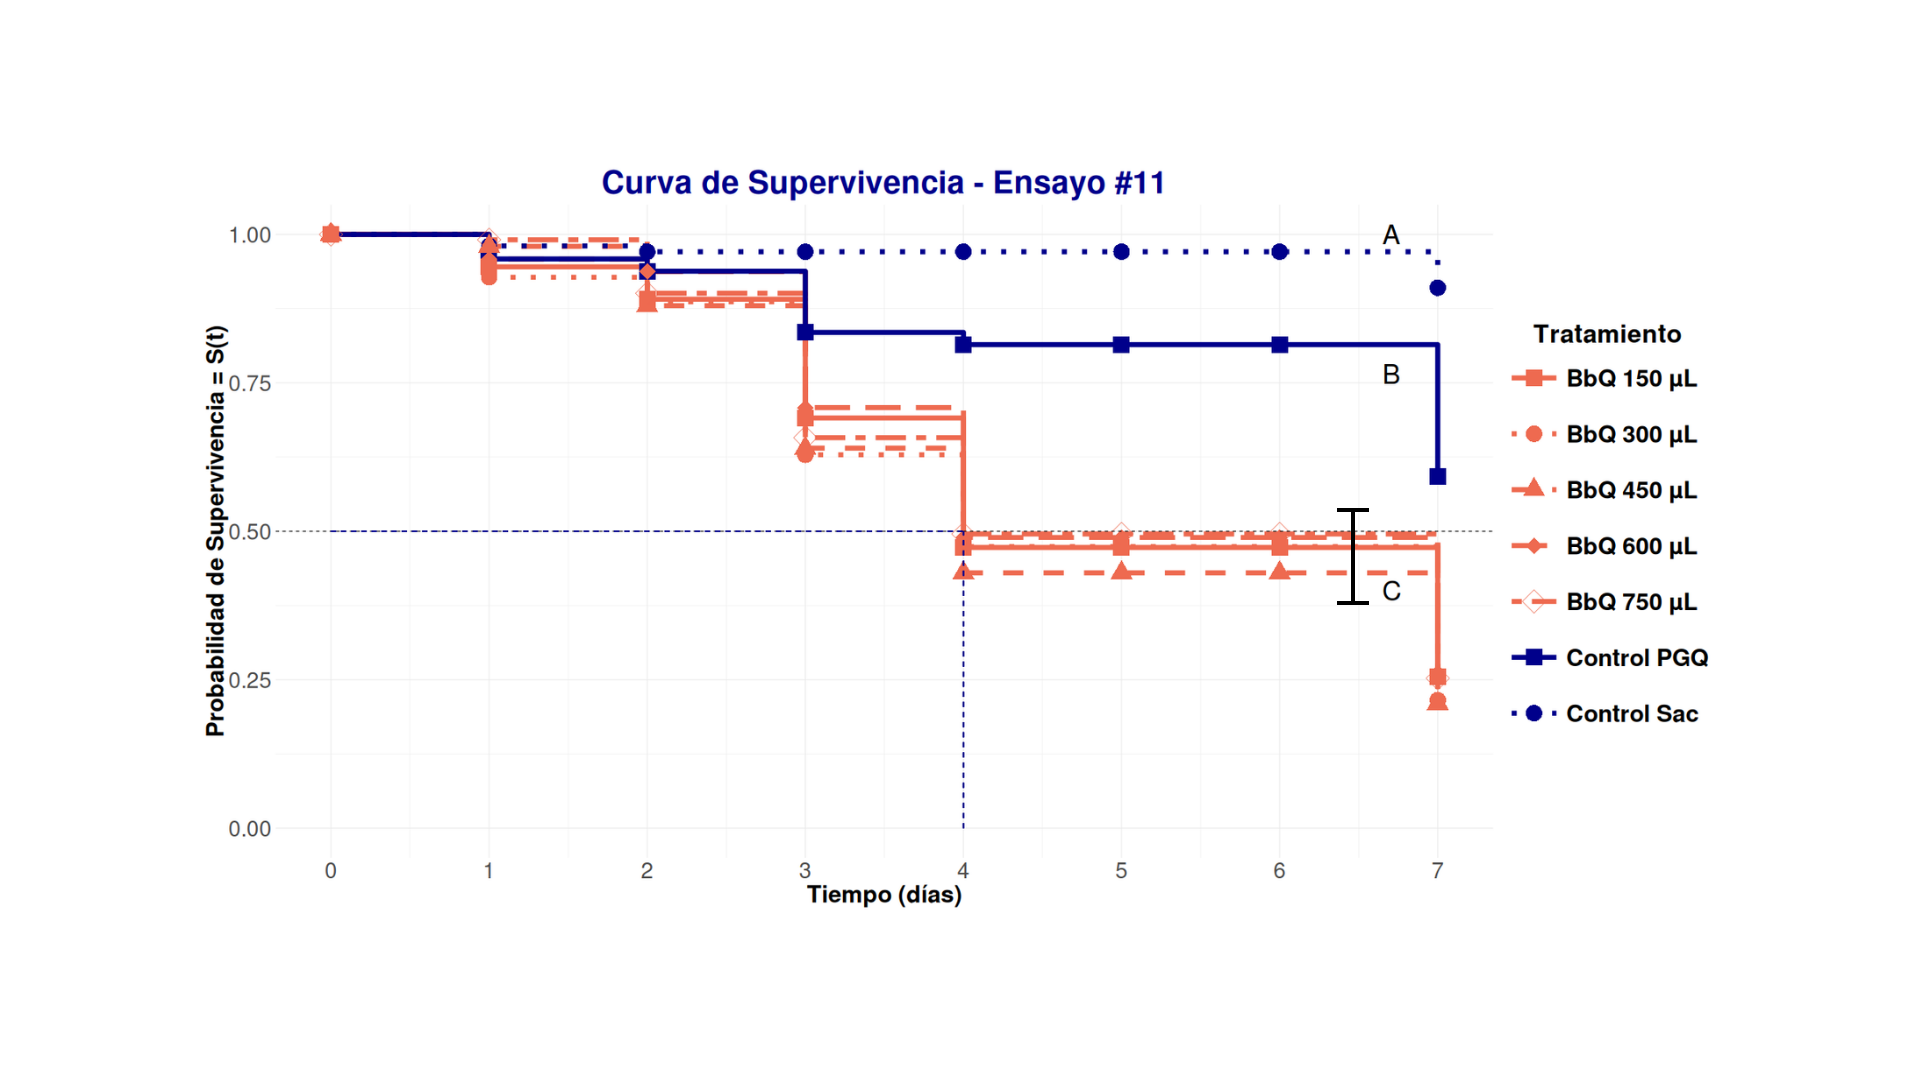 Curva de Supervivencia - Ensayo #11
Probabilidad de Supervivencia = S(t)
1.00
0.75
0.50
0.25
0.00
A
B
C
0 1 2 3 4 5 6 7
Tiempo (días)
Tratamiento
BbQ 150 µL
BbQ 300 µL
BbQ 450 µL
BbQ 600 µL
BbQ 750 µL
Control PGQ
Control Sac